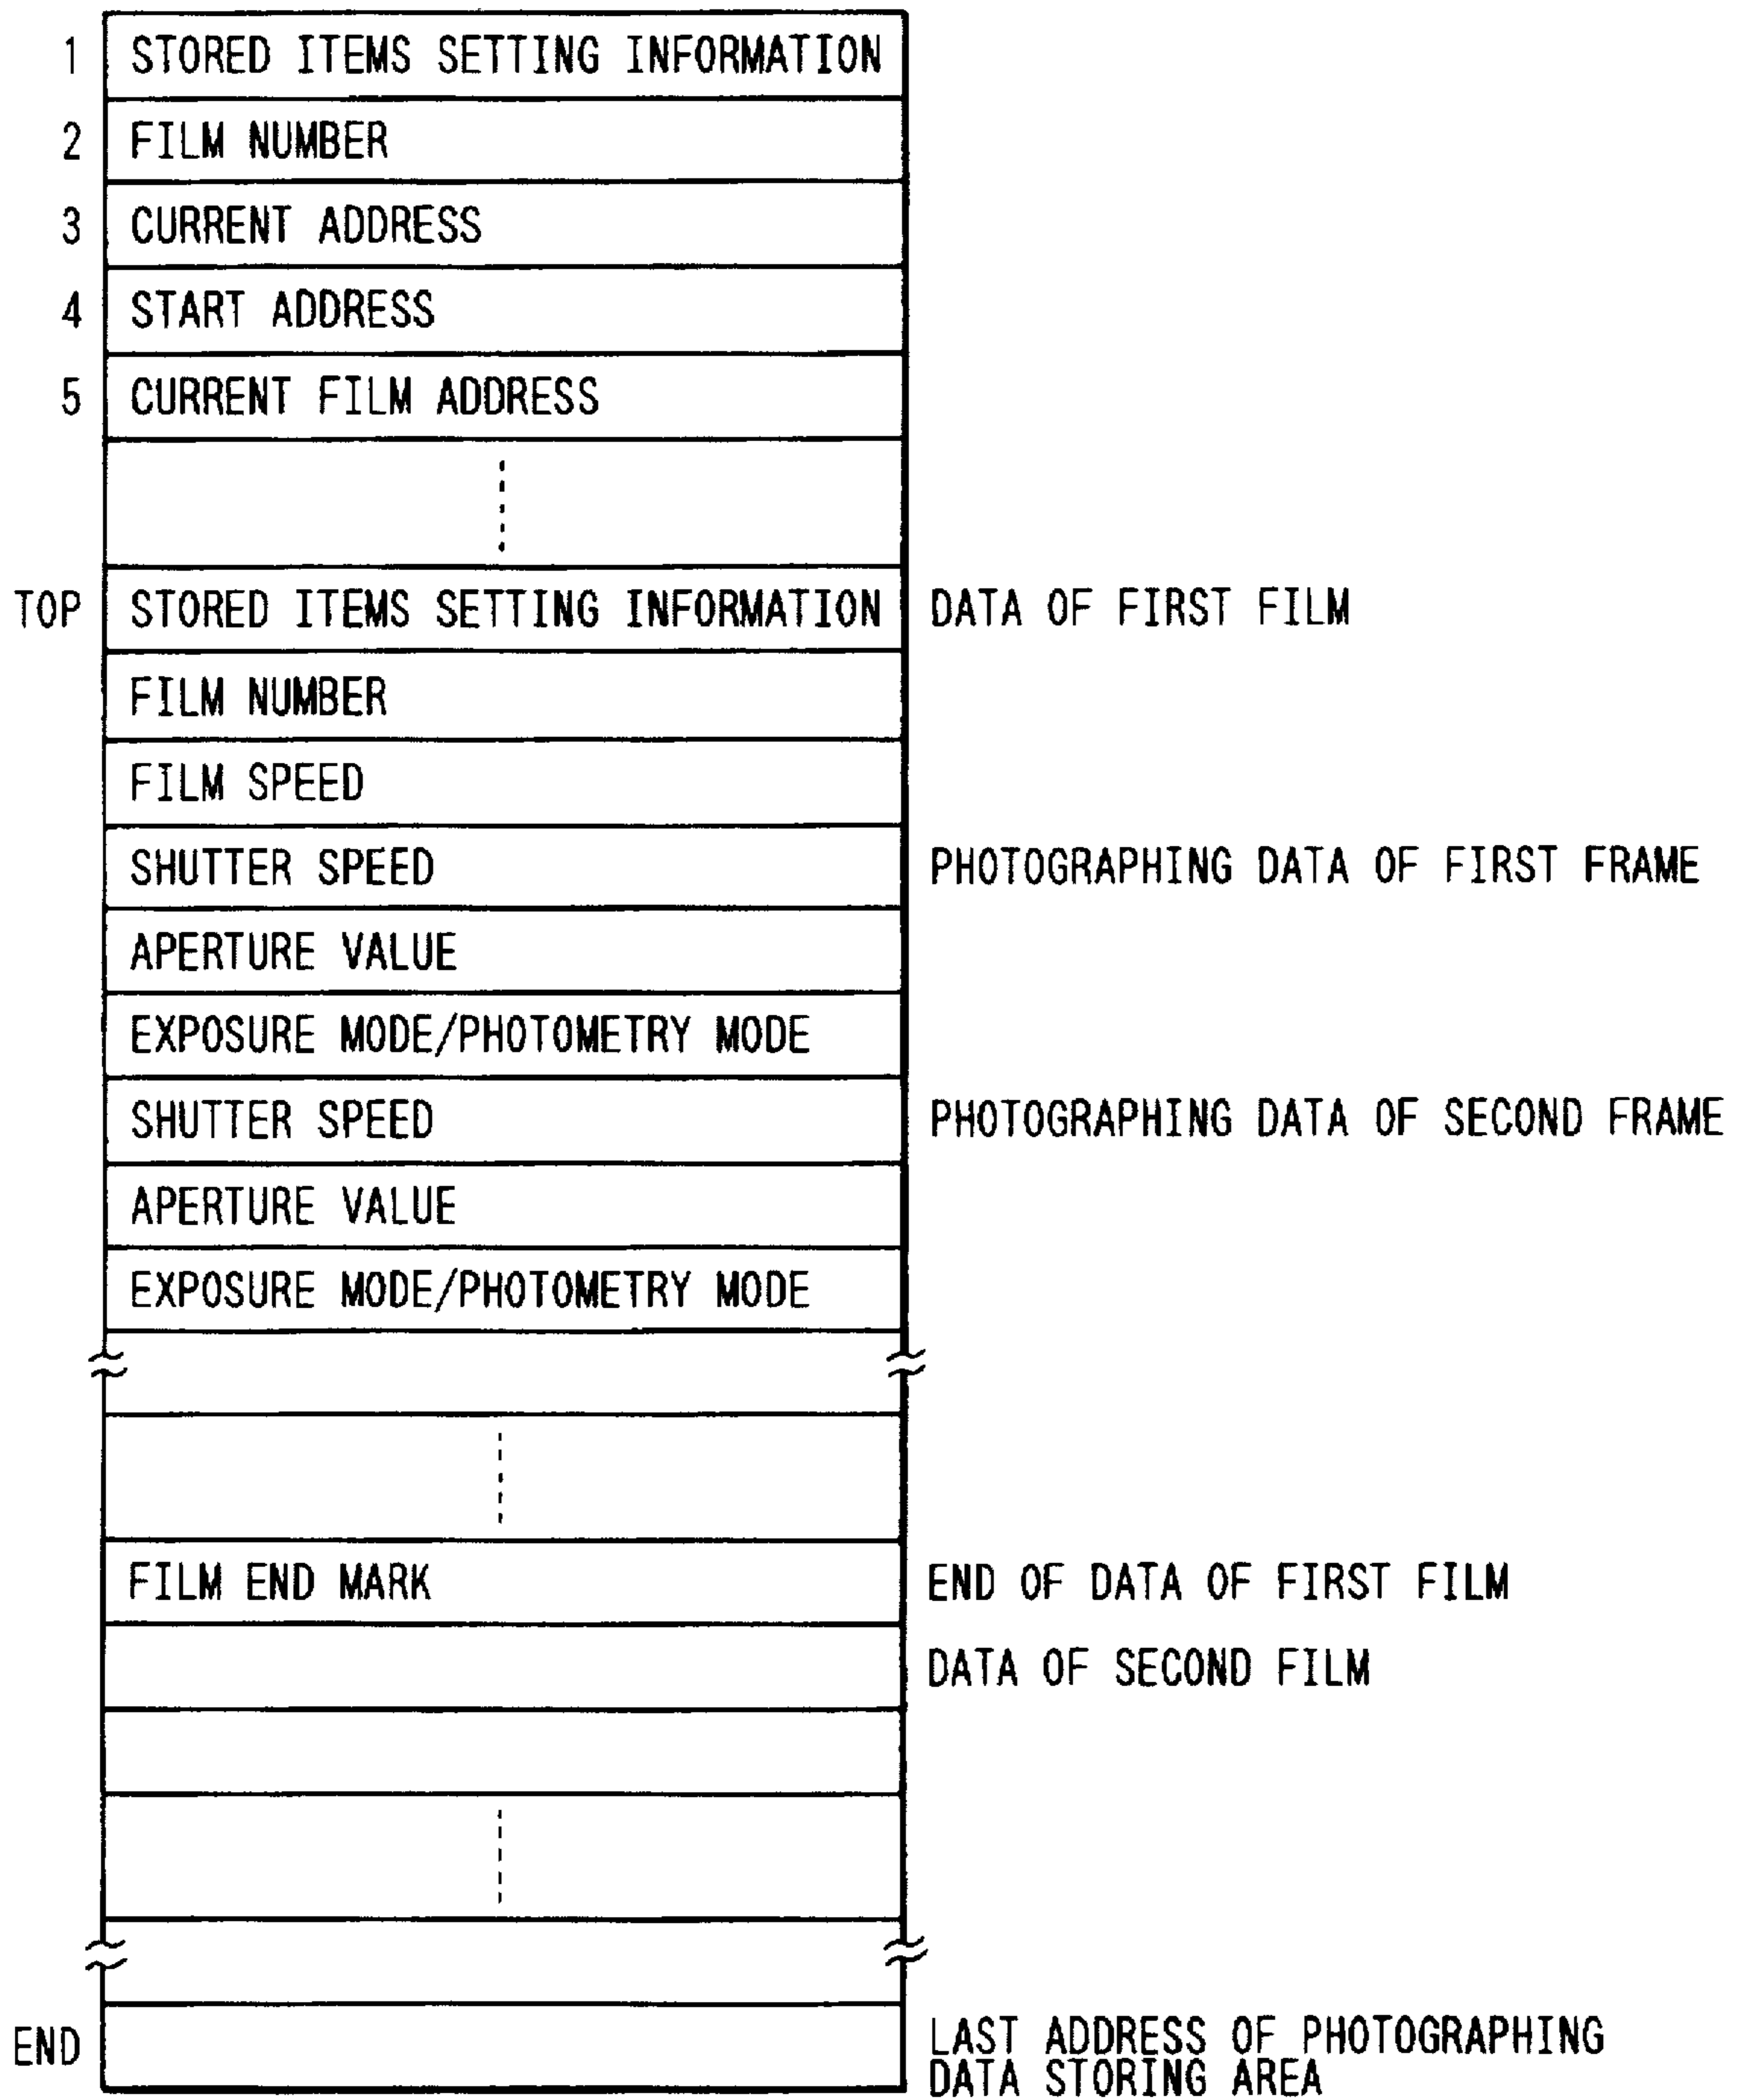 1 STORED ITEMS SETTING INFORMATION
2 FILM NUMBER
3 CURRENT ADDRESS
4 START ADDRESS
5 CURRENT FILM ADDRESS
TOP STORED ITEMS SETTING INFORMATION DATA OF FIRST FILM
FILM NUMBER
FILM SPEED
SHUTTER SPEED PHOTOGRAPHING DATA OF FIRST FRAME
APERTURE VALUE
EXPOSURE MODE/PHOTOMETRY MODE
SHUTTER SPEED PHOTOGRAPHING DATA OF SECOND FRAME
APERTURE VALUE
EXPOSURE MODE/PHOTOMETRY MODE
FILM END MARK END OF DATA OF FIRST FILM
DATA OF SECOND FILM
END LAST ADDRESS OF PHOTOGRAPHING
DATA STORING AREA